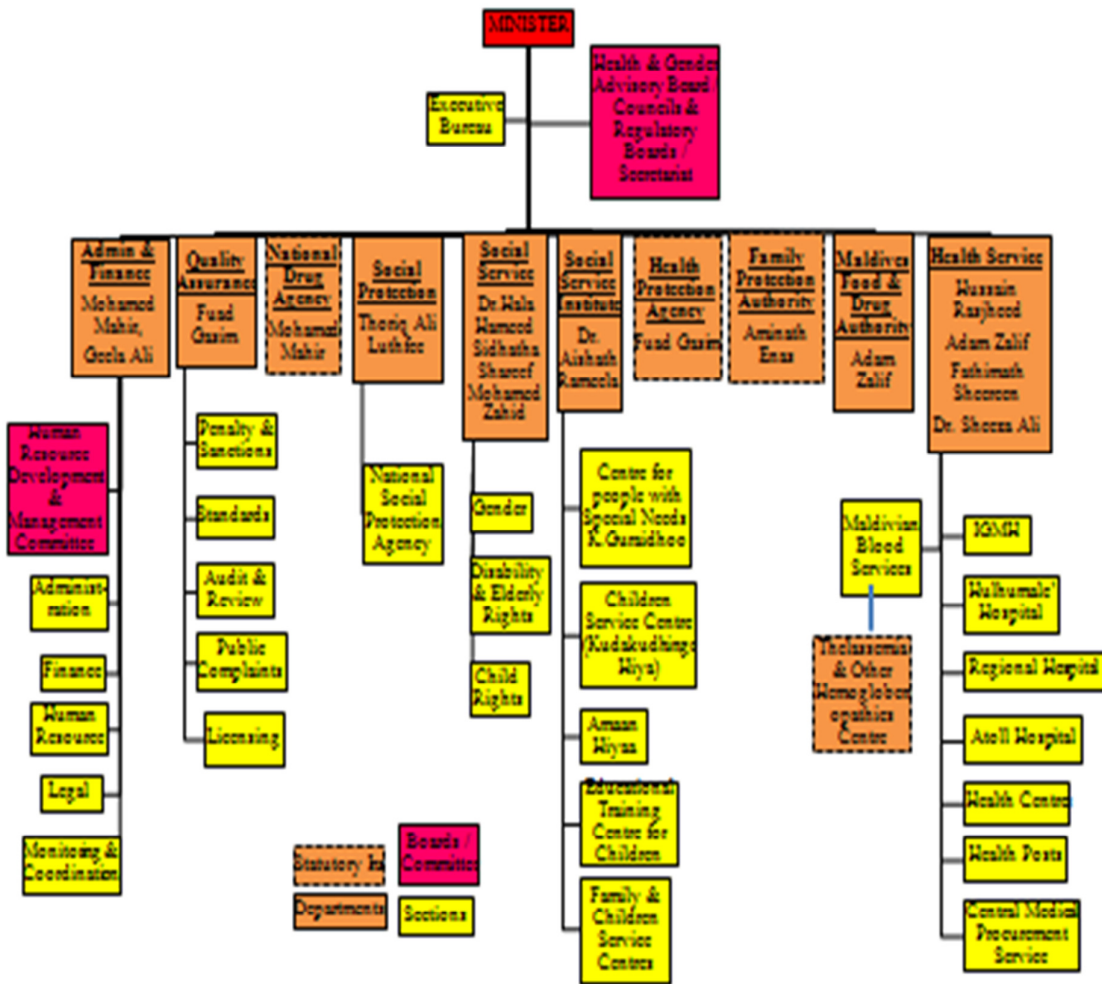 MINISTER
Executive
Bureau
Health & Gender
Advisory Board /
Councils &
Regulatory
Boards /
Secretariat
Admin &
Finance
Mohamed
Mahir,
Geela Ali
Quality
Assurance
Fuad
Gasim
National
Drug
Agency
Mohamed
Mahir
Social
Protection
Thoriq Ali
Luthfee
Social
Service
Dr.Hala
Hameed
Sidhatha
Shareef
Mohamed
Zahid
Social
Service
Institute
Dr.
Aishath
Rameela
Health
Protection
Agency
Fuad Gasim
Family
Protection
Authority
Aminath
Enas
Maldives
Food &
Drug
Authority
Adam
Zalif
Health Service
Hussain
Rasheed
Adam Zalif
Fathimath
Sheereen
Dr. Sheeza Ali
Human
Resource
Development
&
Management
Committee
Administ-
ration
Finance
Human
Resource
Legal
Monitoring &
Coordination
Penalty &
Sanctions
Standards
Audit &
Review
Public
Complaints
Licensing
National
Social
Protection
Agency
Gender
Disability
& Elderly
Rights
Child
Rights
Centre for
people with
Special Needs
K.Guraidhoo
Children
Service Centre
(Kudakudhinge
Hiya)
Amaan
Hiyaa
Educational
Training
Centre for
Children
Family &
Children
Service
Centres
Maldivian
Blood
Services
Thelassemia
& Other
Hemoglobon
opathics
Centre
IGMH
Hulhumale'
Hospital
Regional Hospital
Atoll Hospital
Health Centre
Health Posts
Central Medical
Procurement
Service
Statutory
Boards /
Committee
Departments
Sections